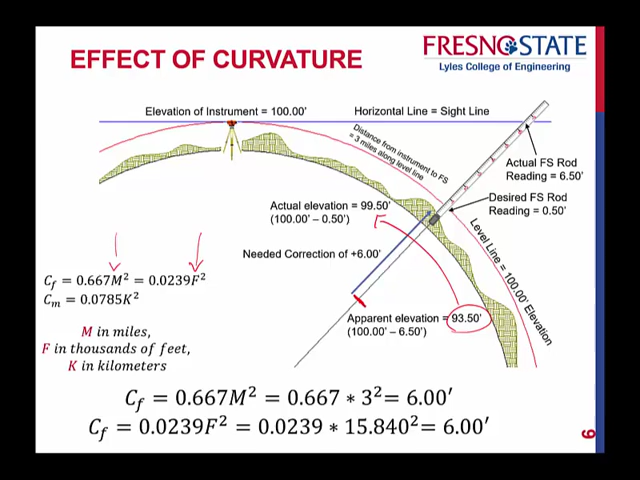 EFFECT OF CURVATURE
FRESNO STATE
Lyles College of Engineering
Elevation of Instrument = 100.00'
Horizontal Line = Sight Line
Distance from instrument to FS
= 3 miles along level line
Actual FS Rod
Reading = 6.50'
Desired FS Rod
Reading = 0.50'
Actual elevation = 99.50'
(100.00' – 0.50')
Level Line = 100.00' Elevation
Needed Correction of +6.00'
C_f = 0.667M² = 0.0239F²
C_m = 0.0785K²
Apparent elevation = 93.50'
(100.00' – 6.50')
M in miles,
F in thousands of feet,
K in kilometers
C_f = 0.667M² = 0.667 * 3² = 6.00′
C_f = 0.0239F² = 0.0239 * 15.840² = 6.00′
9